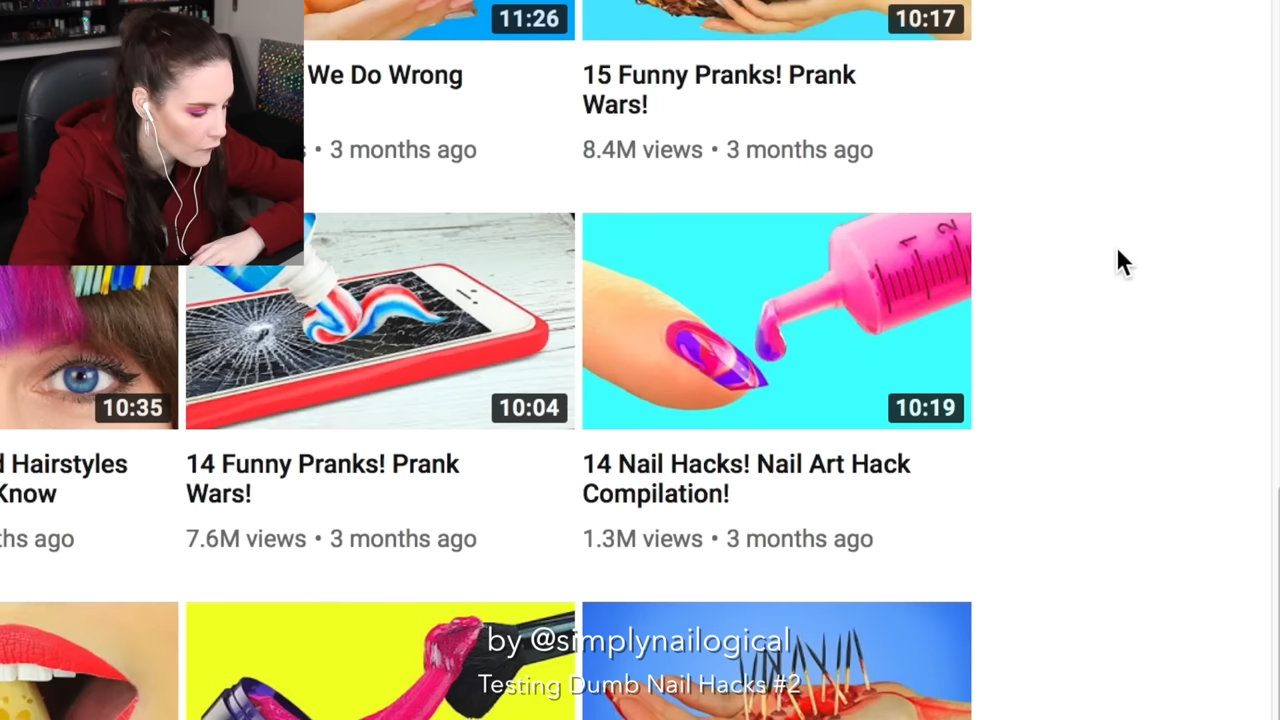 11:26
10:17
We Do Wrong
15 Funny Pranks! Prank
Wars!
• 3 months ago
8.4M views • 3 months ago
1
2
10:35
10:04
10:19
Hairstyles
Know
14 Funny Pranks! Prank
Wars!
14 Nail Hacks! Nail Art Hack
Compilation!
ago
7.6M views • 3 months ago
1.3M views • 3 months ago
by @simplynailogical
Testing Dumb Nail Hacks #2